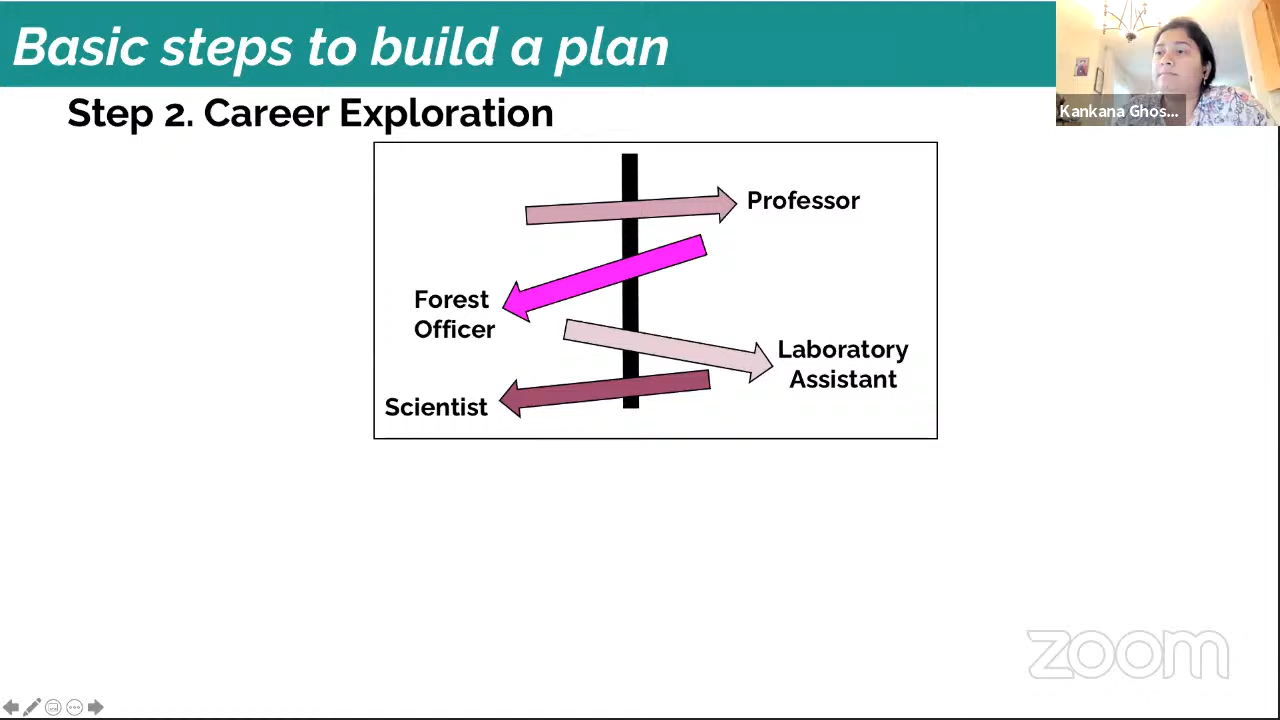 Basic steps to build a plan
Kankana Ghos...
Step 2. Career Exploration
Professor
Forest
Officer
Laboratory
Assistant
Scientist
zoom